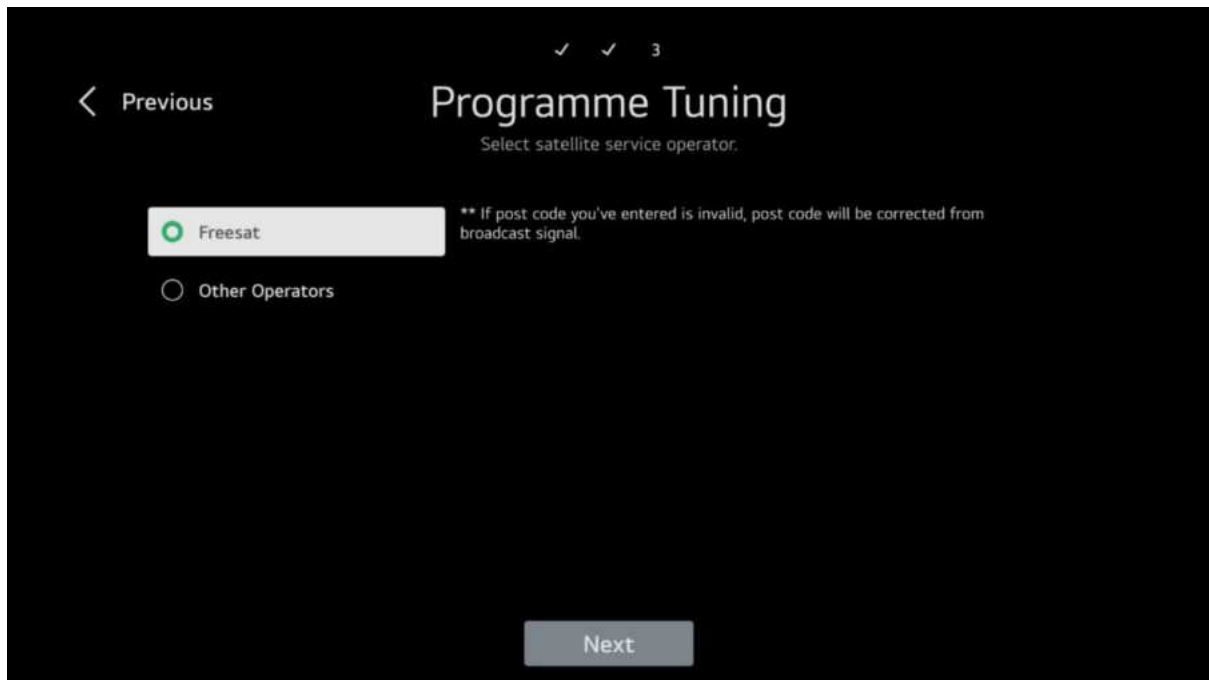 ✓ ✓ 3
Previous
Programme Tuning
Select satellite service operator.
Freesat
** If post code you've entered is invalid, post code will be corrected from
broadcast signal.
Other Operators
Next